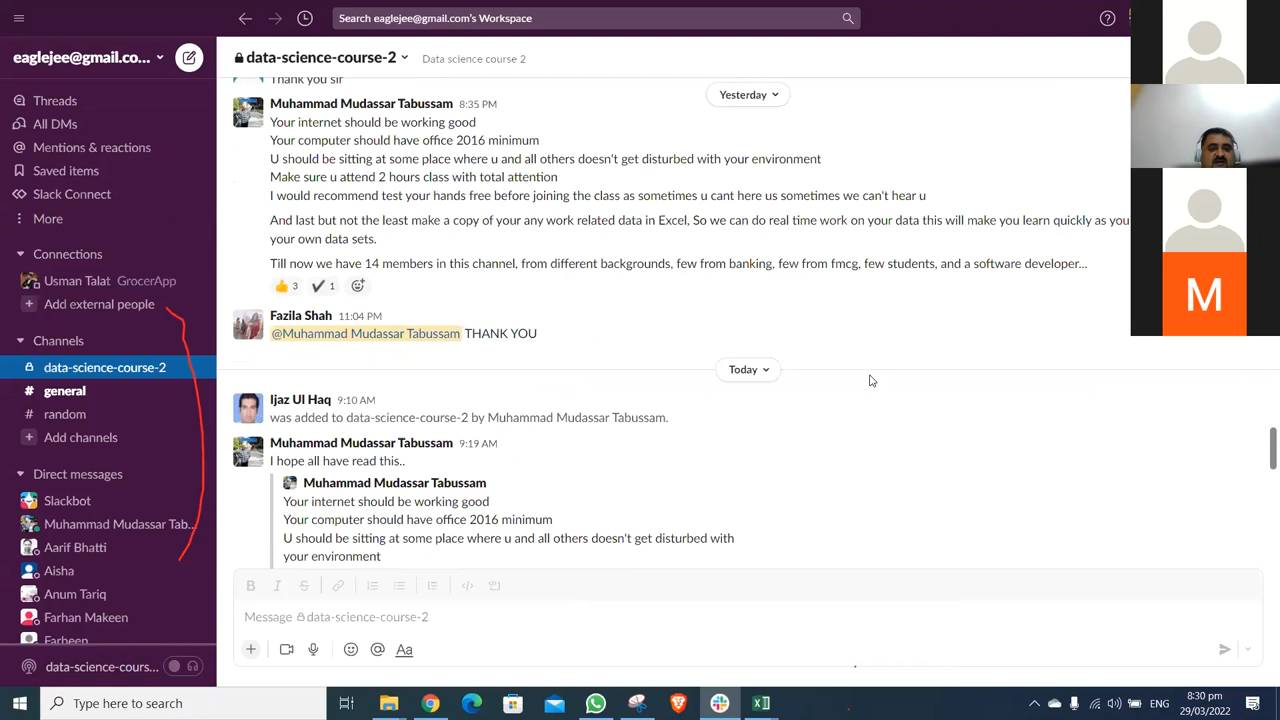 Search eaglejee@gmail.com's Workspace
eaglejee@gmail.co...
data-science-course-2
Data science course 2
Thank you sir
Yesterday
Muhammad Mudassar Tabussam 8:35 PM
Your internet should be working good
Your computer should have office 2016 minimum
U should be sitting at some place where u and all others doesn't get disturbed with your environment
Make sure u attend 2 hours class with total attention
I would recommend test your hands free before joining the class as sometimes u cant here us sometimes we can't hear u
And last but not the least make a copy of your any work related data in Excel, So we can do real time work on your data this will make you learn quickly as you
your own data sets.
Till now we have 14 members in this channel, from different backgrounds, few from banking, few from fmcg, few students, and a software developer...
3
1
Fazila Shah 11:04 PM
@Muhammad Mudassar Tabussam THANK YOU
Today
Ijaz Ul Haq 9:10 AM
was added to data-science-course-2 by Muhammad Mudassar Tabussam.
Muhammad Mudassar Tabussam 9:19 AM
I hope all have read this..
Muhammad Mudassar Tabussam
Your internet should be working good
Your computer should have office 2016 minimum
U should be sitting at some place where u and all others doesn't get disturbed with
your environment
Message data-science-course-2
Threads
All DMs
Mentions & reactions
Saved items
Slack Connect
More
Connections
Usman Talat GrocerApp
Add external people
Channels
data-science-course-2
# general
# random
Add channels
Direct messages
Slackbot
Muhammad Mudassar Tab...
Aarif Bhatti
Aisha
Anum Tariq
Farhan Makeen
Farheen
data-science-cours...
M
Type here to search
8:30 pm
29/03/2022